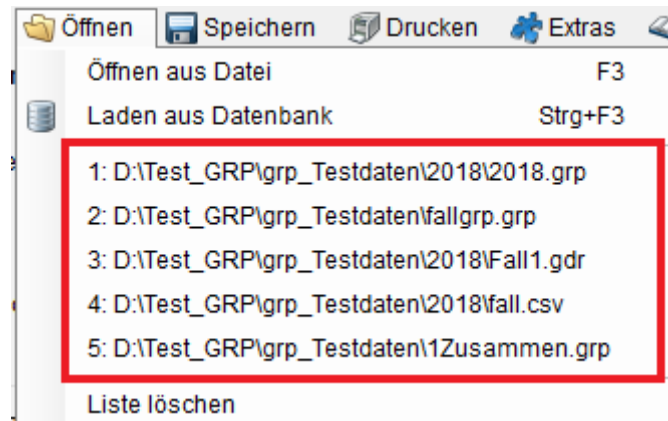 Öffnen Speichern Drucken Extras
Öffnen aus Datei F3
Laden aus Datenbank Strg+F3
1: D:\Test_GRP\grp_Testdaten\2018\2018.grp
2: D:\Test_GRP\grp_Testdaten\fallgrp.grp
3: D:\Test_GRP\grp_Testdaten\2018\Fall1.gdr
4: D:\Test_GRP\grp_Testdaten\2018\fall.csv
5: D:\Test_GRP\grp_Testdaten\1Zusammen.grp
Liste löschen